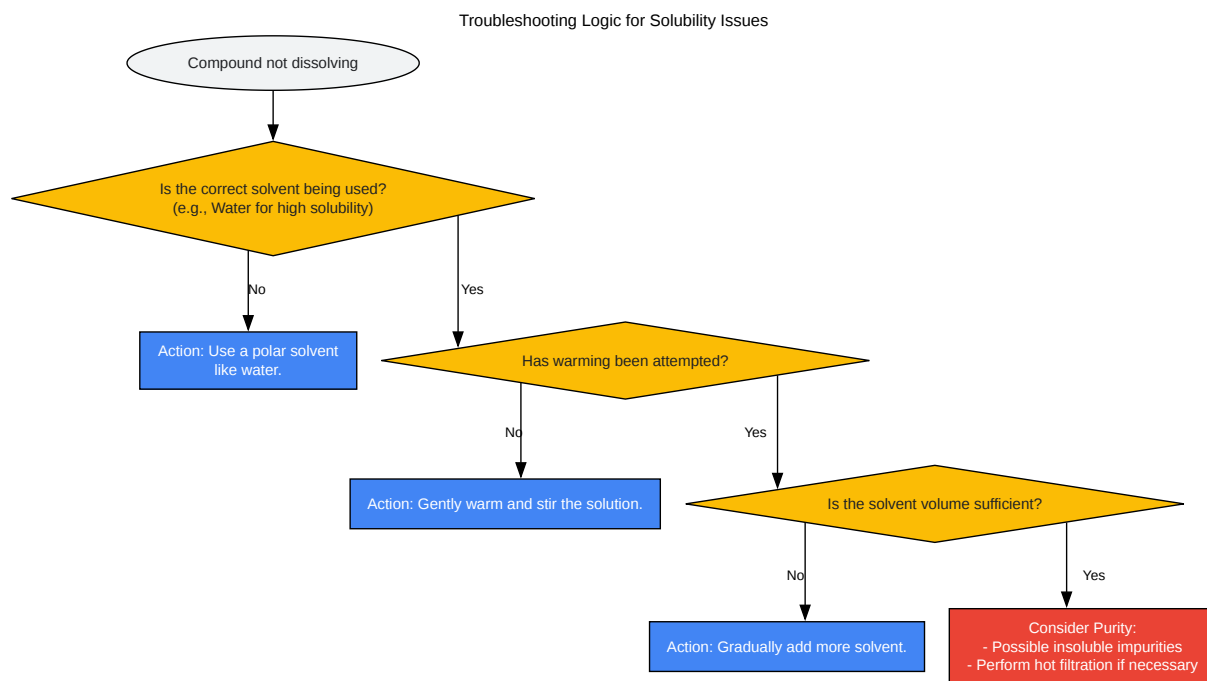 Troubleshooting Logic for Solubility Issues
Compound not dissolving
Is the correct solvent being used?
(e.g., Water for high solubility)
No
Yes
Action: Use a polar solvent
like water.
Has warming been attempted?
No
Yes
Action: Gently warm and stir the solution.
Is the solvent volume sufficient?
No
Yes
Action: Gradually add more solvent.
Consider Purity:
- Possible insoluble impurities
- Perform hot filtration if necessary